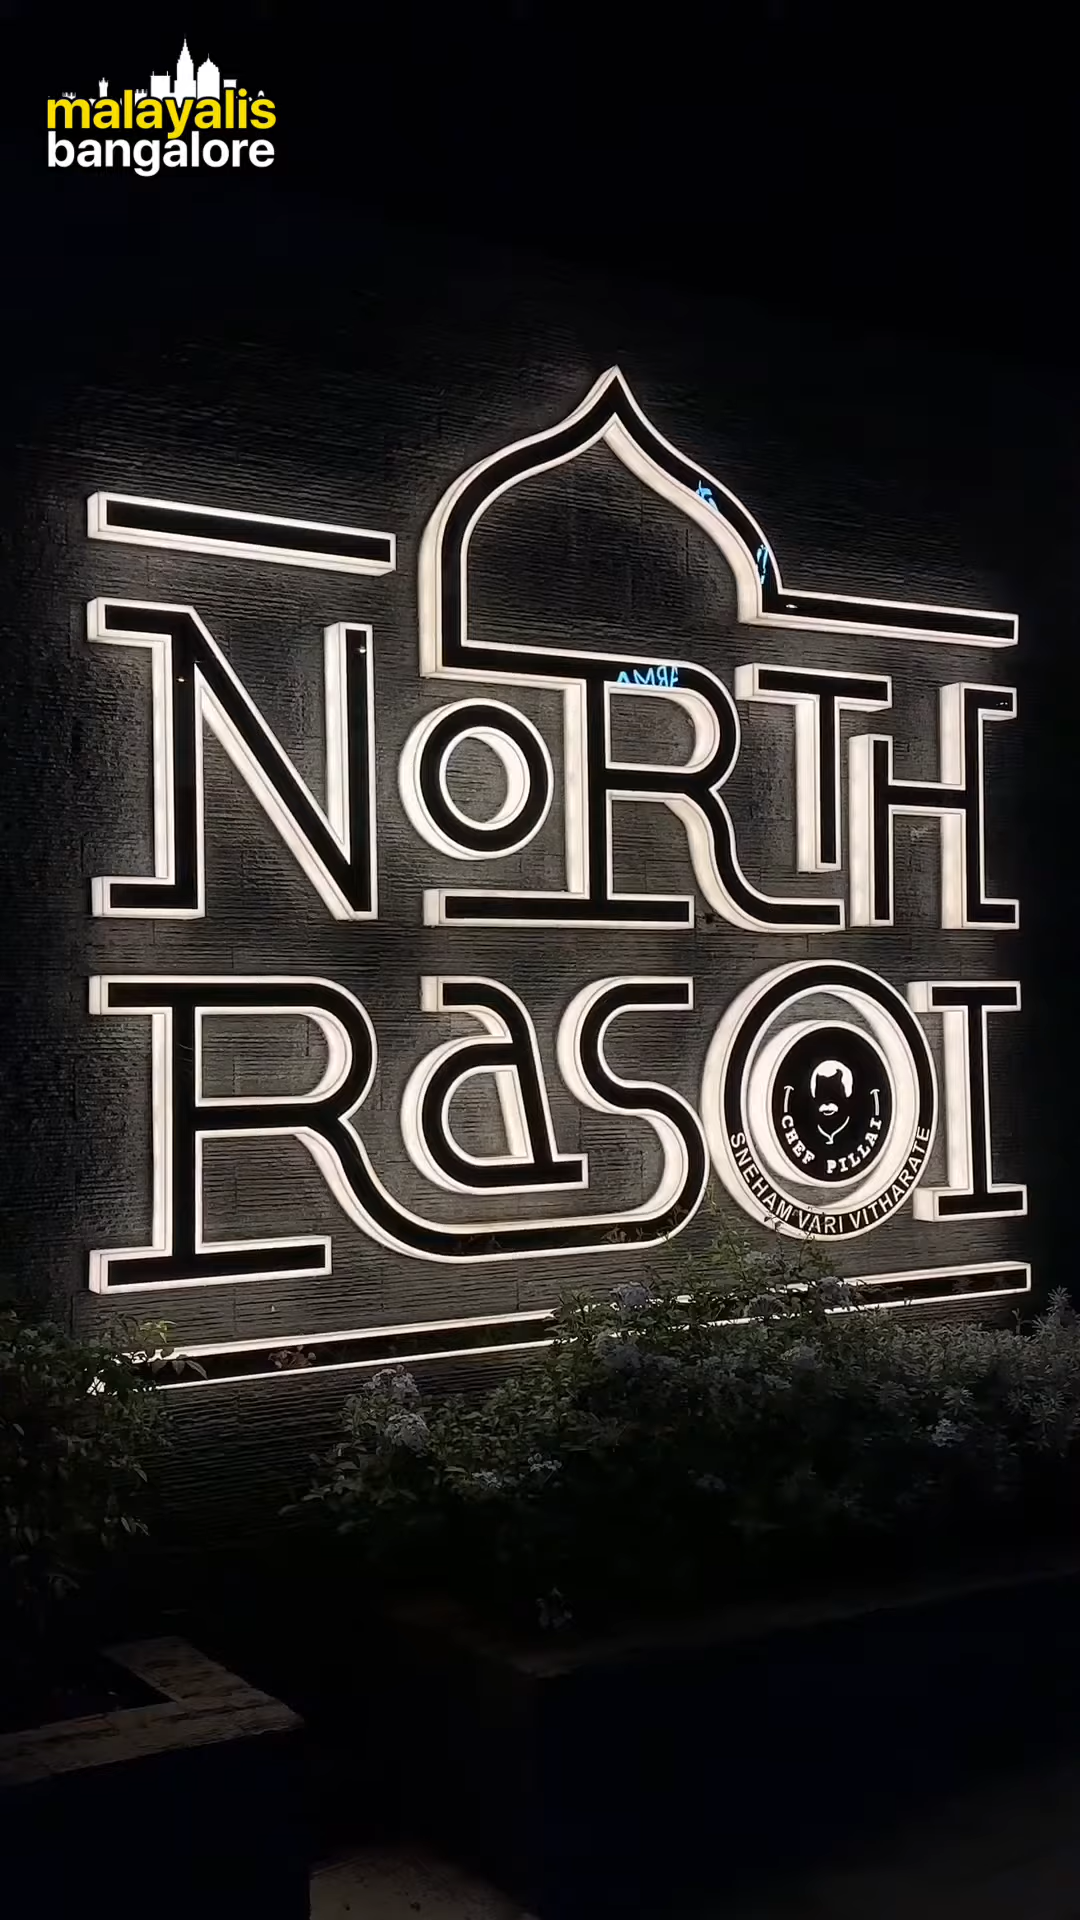 malayalis
bangalore
NoRTH
RasOI
CHEF PILLAI
SNEHAM VARI VITHARATE